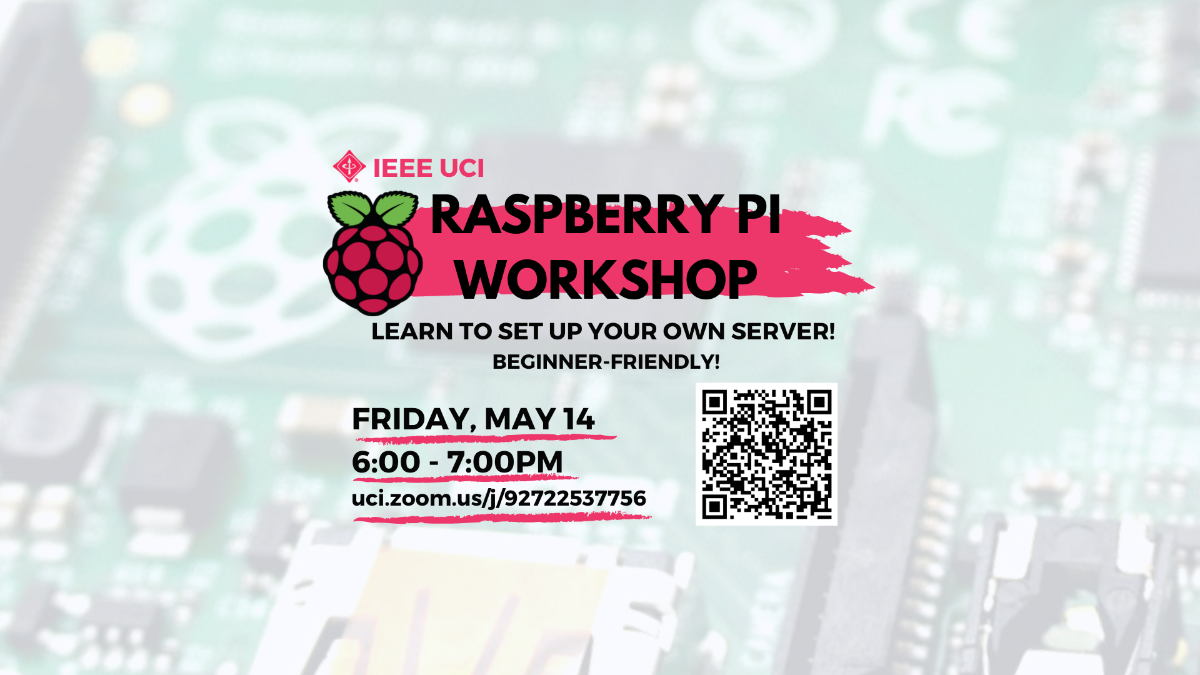 IEEE UCI
RASPBERRY PI
WORKSHOP
LEARN TO SET UP YOUR OWN SERVER!
BEGINNER-FRIENDLY!
FRIDAY, MAY 14
6:00 - 7:00PM
uci.zoom.us/j/92722537756